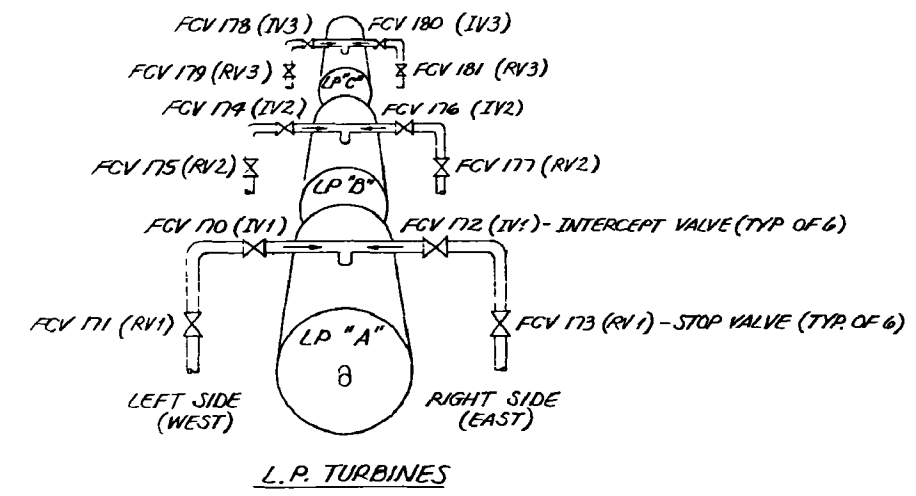 FCV 178 (IV3) FCV 180 (IV3)
FCV 179 (RV3) FCV 181 (RV3)
LP "C"
FCV 174 (IV2) FCV 176 (IV2)
FCV 175 (RV2) FCV 177 (RV2)
LP "B"
FCV 170 (IV1) FCV 172 (IV1) - INTERCEPT VALVE (TYP OF 6)
FCV 171 (RV1) FCV 173 (RV1) - STOP VALVE (TYP. OF 6)
LP "A"
LEFT SIDE RIGHT SIDE
(WEST) (EAST)
L.P. TURBINES